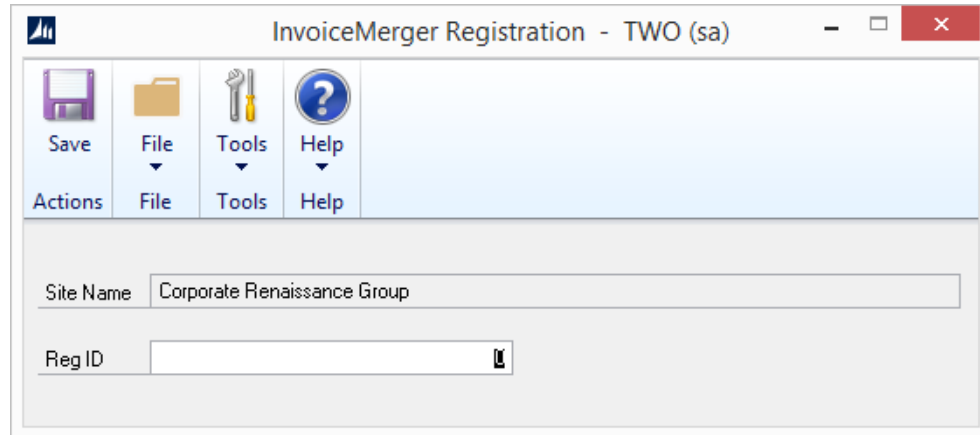 InvoiceMerger Registration - TWO (sa)
Save File Tools Help
Actions File Tools Help
Site Name Corporate Renaissance Group
Reg ID